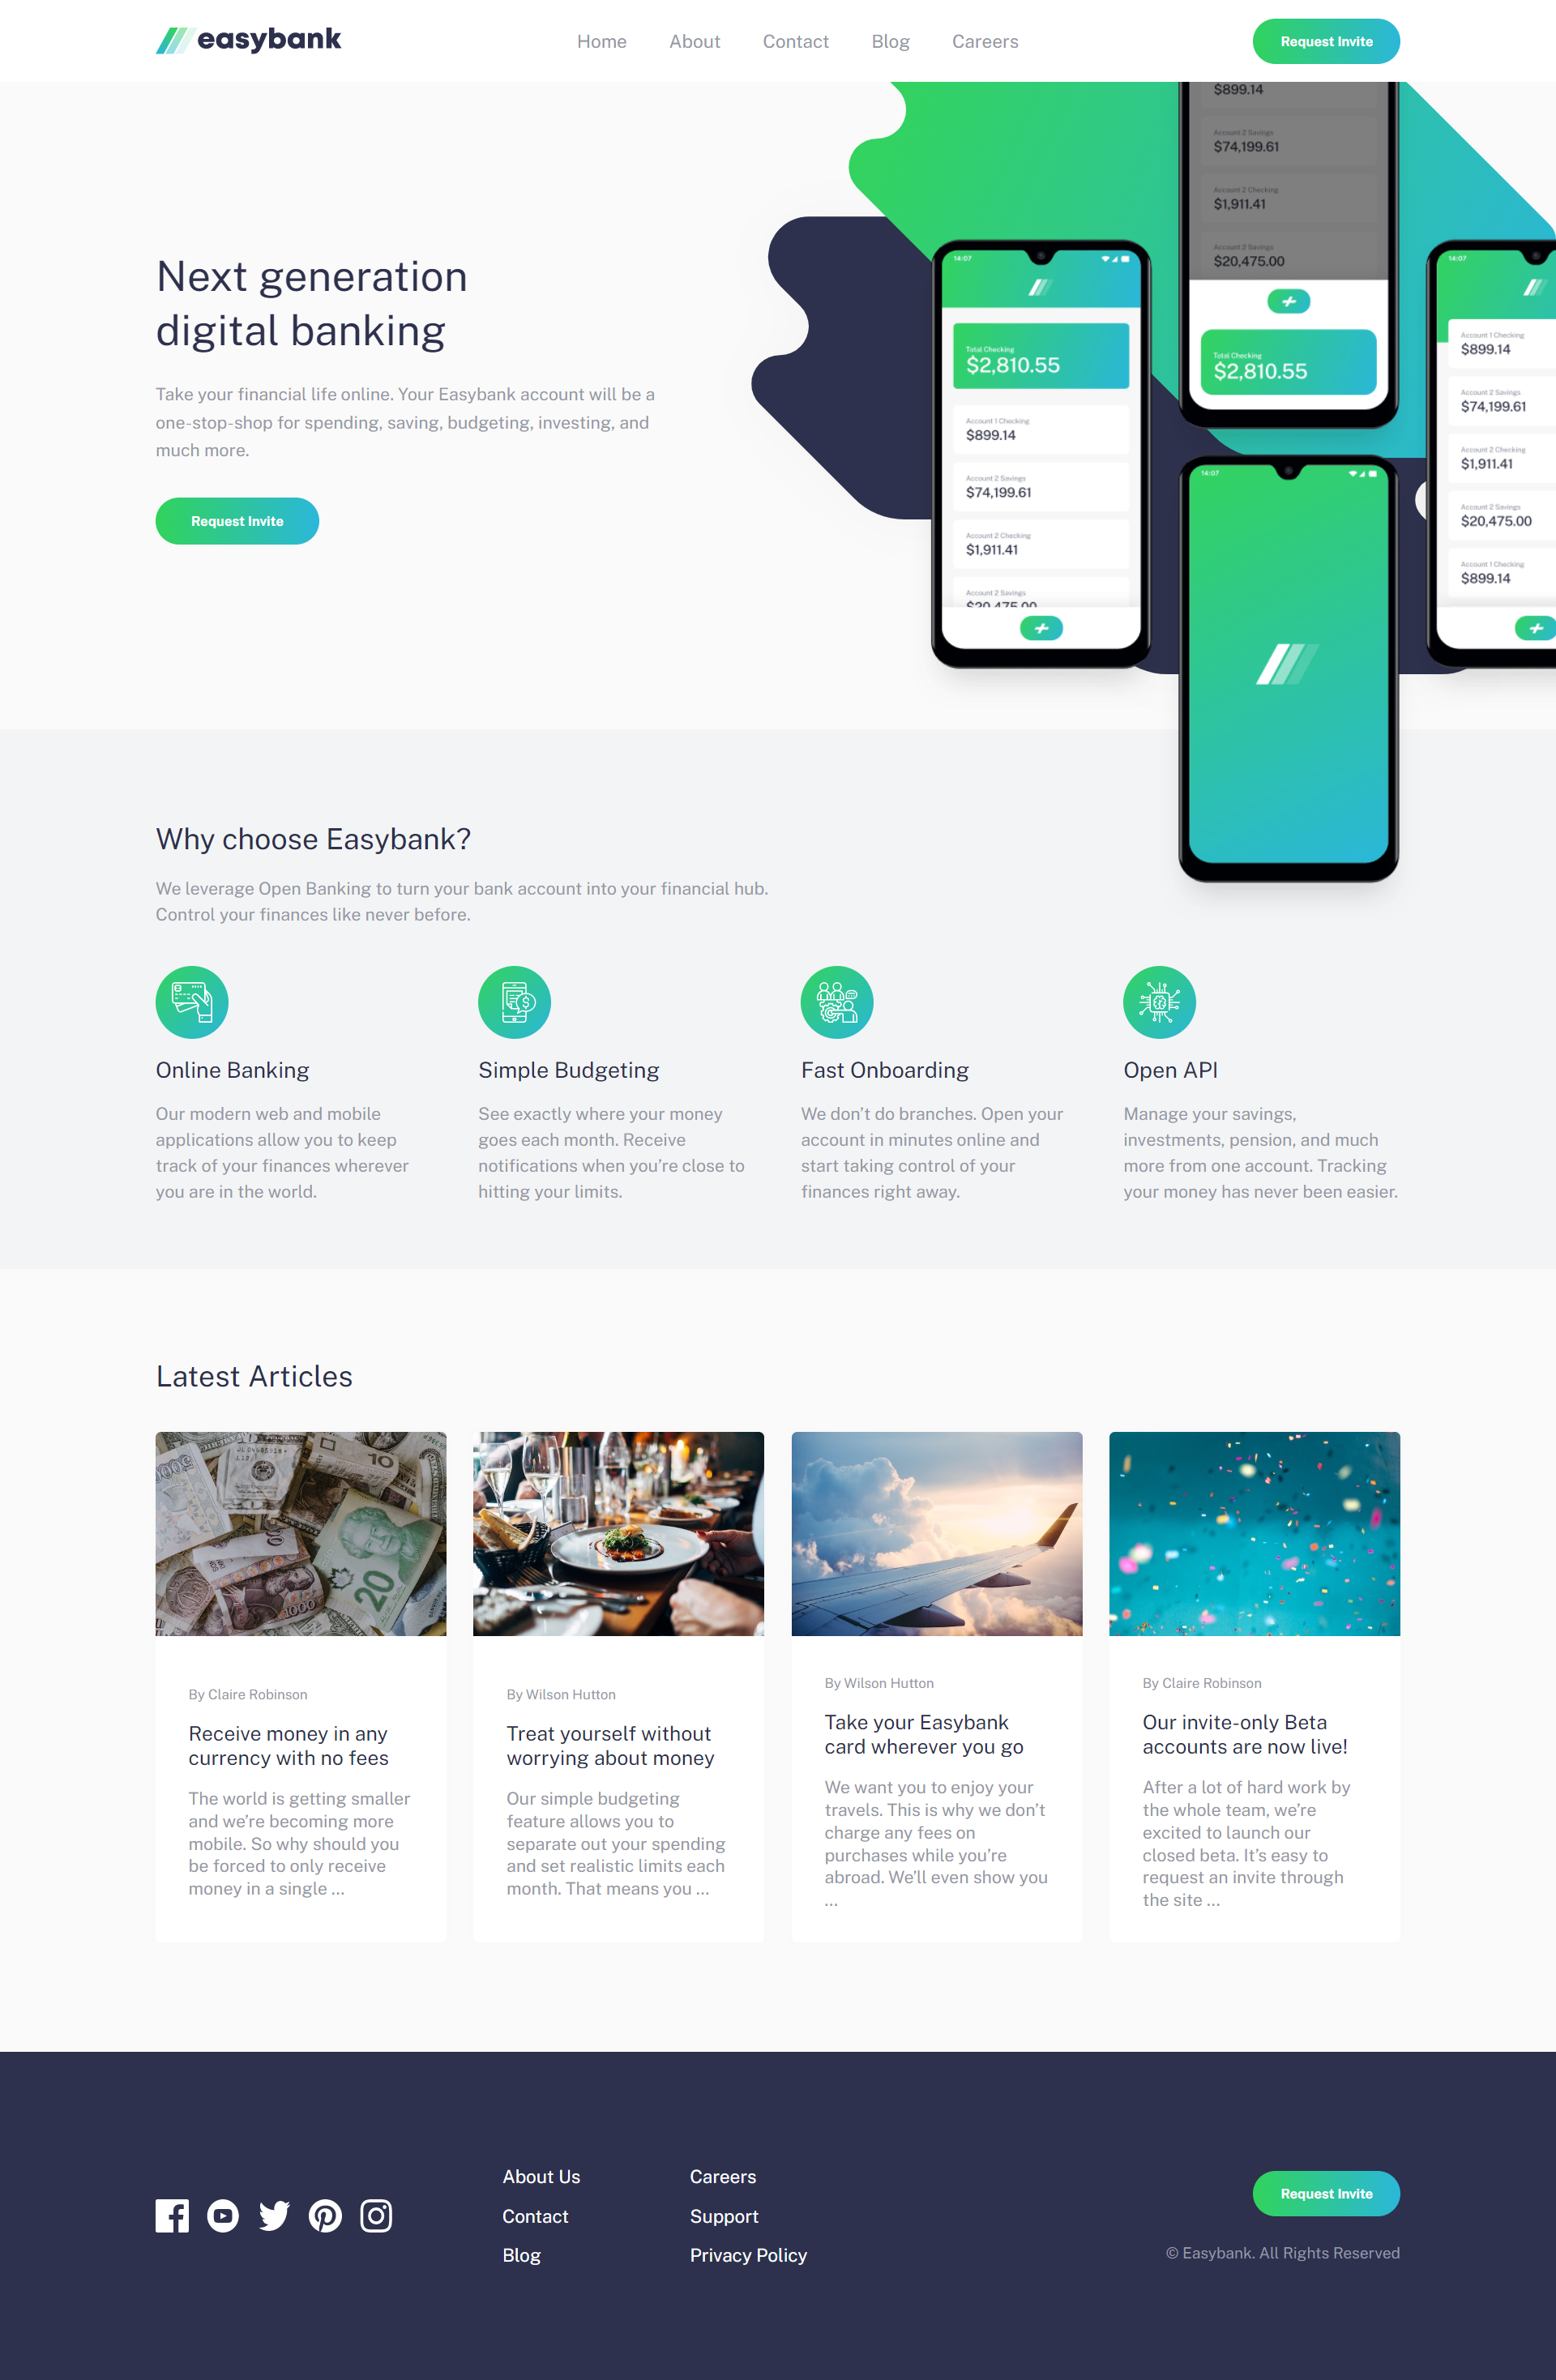 easybank
Home
About
Contact
Blog
Careers
Request Invite
Next generation
digital banking
Take your financial life online. Your Easybank account will be a
one-stop-shop for spending, saving, budgeting, investing, and
much more.
Request Invite
$899.14
Account 2 Savings
$74,199.61
Account 2 Checking
$1,911.41
Account 2 Savings
$20,475.00
Total Checking
$2,810.55
14:07
Total Checking
$2,810.55
Account 1 Checking
$899.14
Account 2 Savings
$74,199.61
Account 2 Checking
$1,911.41
Account 2 Savings
$20,475.00
14:07
14:07
Account 1 Checking
$899.14
Account 2 Savings
$74,199.61
Account 2 Checking
$1,911.41
Account 2 Savings
$20,475.00
Account 1 Checking
$899.14
Why choose Easybank?
We leverage Open Banking to turn your bank account into your financial hub.
Control your finances like never before.
Online Banking
Our modern web and mobile
applications allow you to keep
track of your finances wherever
you are in the world.
Simple Budgeting
See exactly where your money
goes each month. Receive
notifications when you’re close to
hitting your limits.
Fast Onboarding
We don’t do branches. Open your
account in minutes online and
start taking control of your
finances right away.
Open API
Manage your savings,
investments, pension, and much
more from one account. Tracking
your money has never been easier.
Latest Articles
10
20
1000
By Claire Robinson
Receive money in any
currency with no fees
The world is getting smaller
and we’re becoming more
mobile. So why should you
be forced to only receive
money in a single ...
By Wilson Hutton
Treat yourself without
worrying about money
Our simple budgeting
feature allows you to
separate out your spending
and set realistic limits each
month. That means you ...
By Wilson Hutton
Take your Easybank
card wherever you go
We want you to enjoy your
travels. This is why we don’t
charge any fees on
purchases while you’re
abroad. We’ll even show you
...
By Claire Robinson
Our invite-only Beta
accounts are now live!
After a lot of hard work by
the whole team, we’re
excited to launch our
closed beta. It’s easy to
request an invite through
the site ...
About Us
Contact
Blog
Careers
Support
Privacy Policy
Request Invite
© Easybank. All Rights Reserved